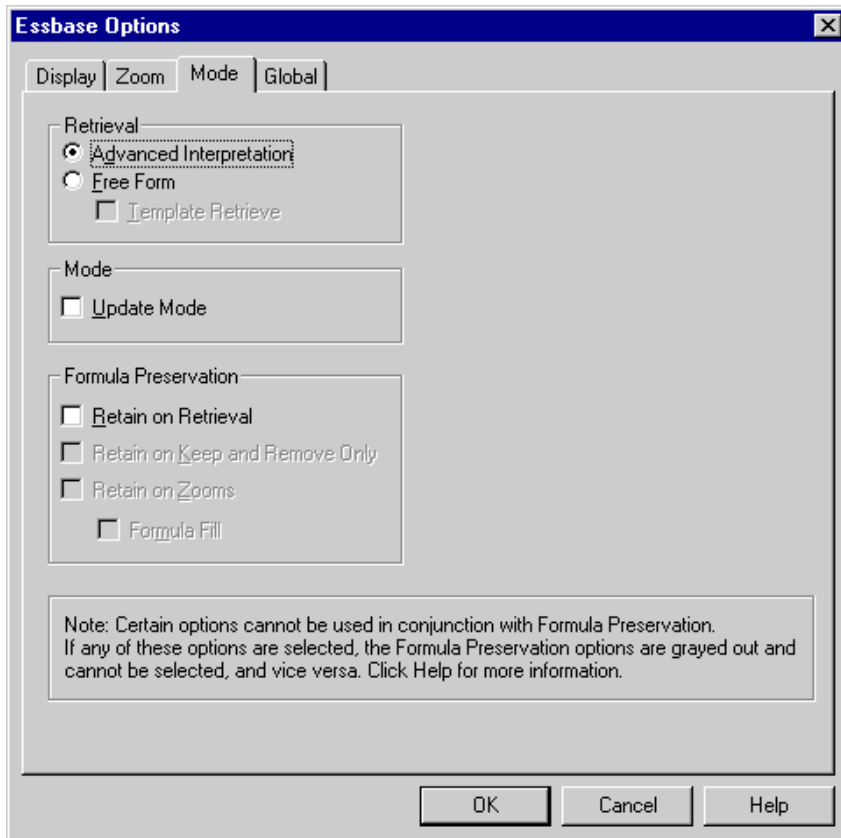 Essbase Options
Display Zoom Mode Global
Retrieval
Advanced Interpretation
Free Form
Template Retrieve
Mode
Update Mode
Formula Preservation
Retain on Retrieval
Retain on Keep and Remove Only
Retain on Zooms
Formula Fill
Note: Certain options cannot be used in conjunction with Formula Preservation.
If any of these options are selected, the Formula Preservation options are grayed out and
cannot be selected, and vice versa. Click Help for more information.
OK Cancel Help